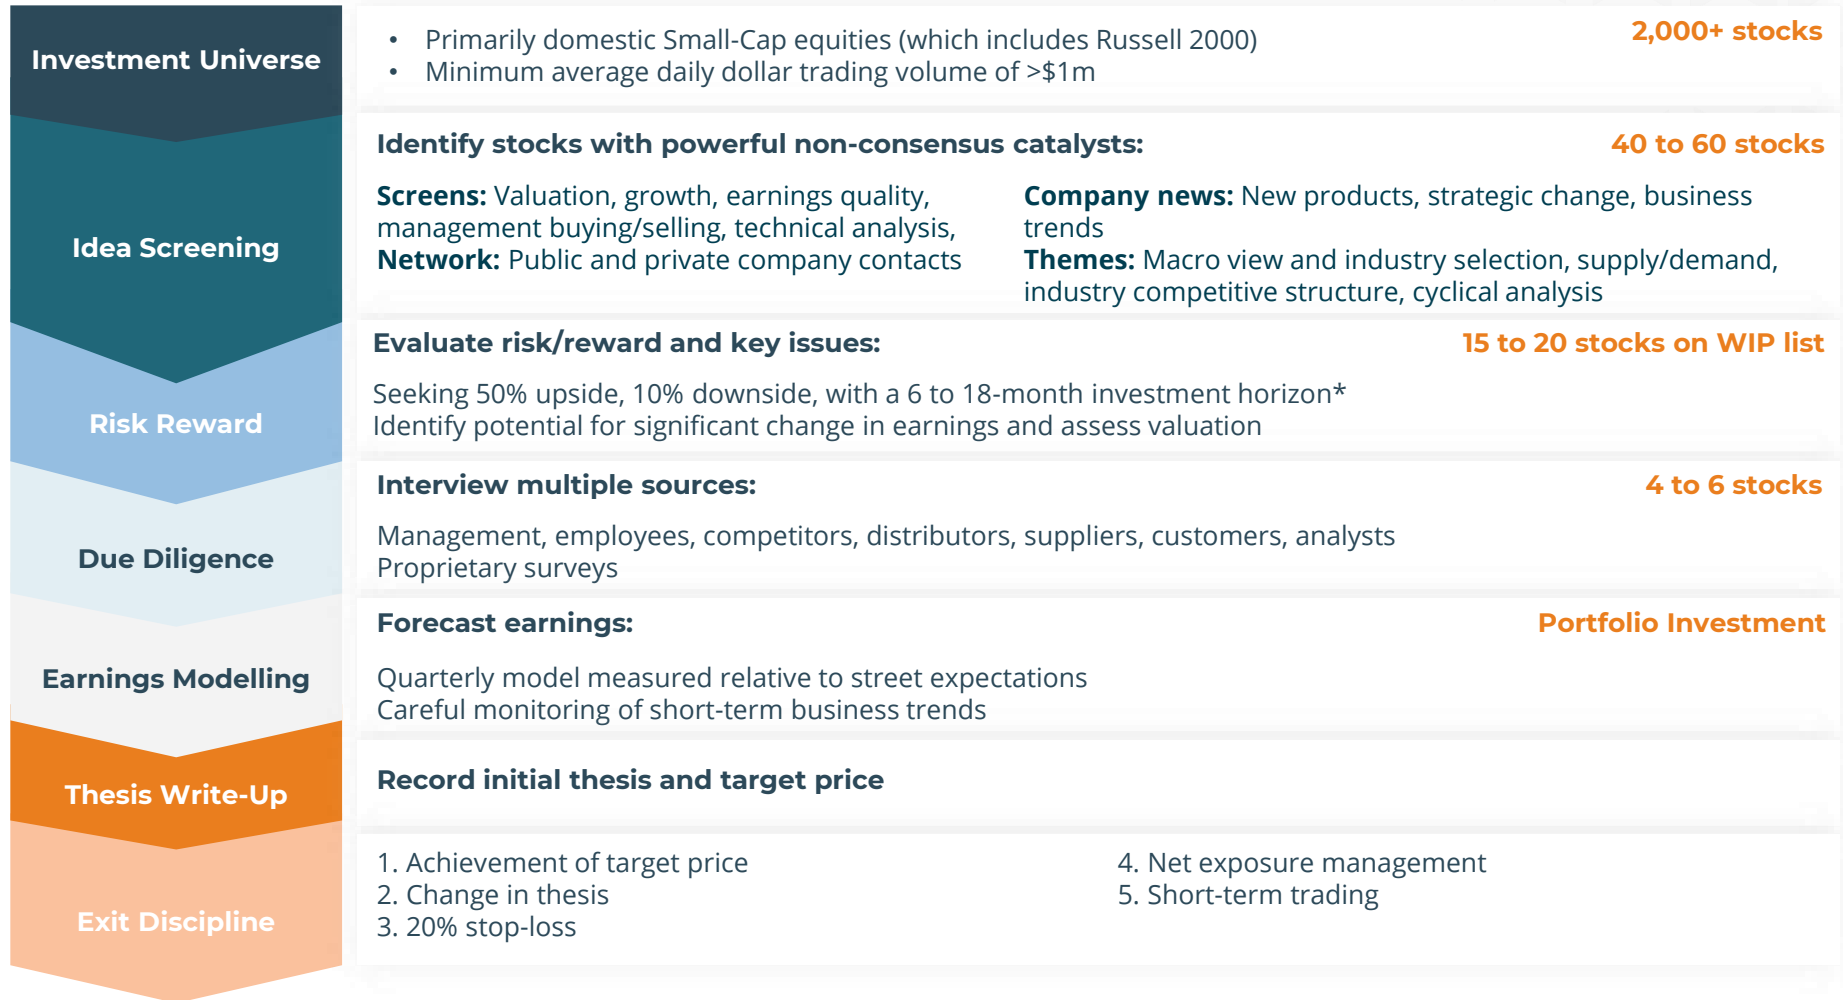 Investment Universe
• Primarily domestic Small-Cap equities (which includes Russell 2000)
• Minimum average daily dollar trading volume of >$1m
2,000+ stocks
Idea Screening
Identify stocks with powerful non-consensus catalysts:
40 to 60 stocks
Screens: Valuation, growth, earnings quality,
management buying/selling, technical analysis,
Network: Public and private company contacts
Company news: New products, strategic change, business
trends
Themes: Macro view and industry selection, supply/demand,
industry competitive structure, cyclical analysis
Risk Reward
Evaluate risk/reward and key issues:
15 to 20 stocks on WIP list
Seeking 50% upside, 10% downside, with a 6 to 18-month investment horizon*
Identify potential for significant change in earnings and assess valuation
Due Diligence
Interview multiple sources:
4 to 6 stocks
Management, employees, competitors, distributors, suppliers, customers, analysts
Proprietary surveys
Earnings Modelling
Forecast earnings:
Portfolio Investment
Quarterly model measured relative to street expectations
Careful monitoring of short-term business trends
Thesis Write-Up
Record initial thesis and target price
Exit Discipline
1. Achievement of target price
2. Change in thesis
3. 20% stop-loss
4. Net exposure management
5. Short-term trading